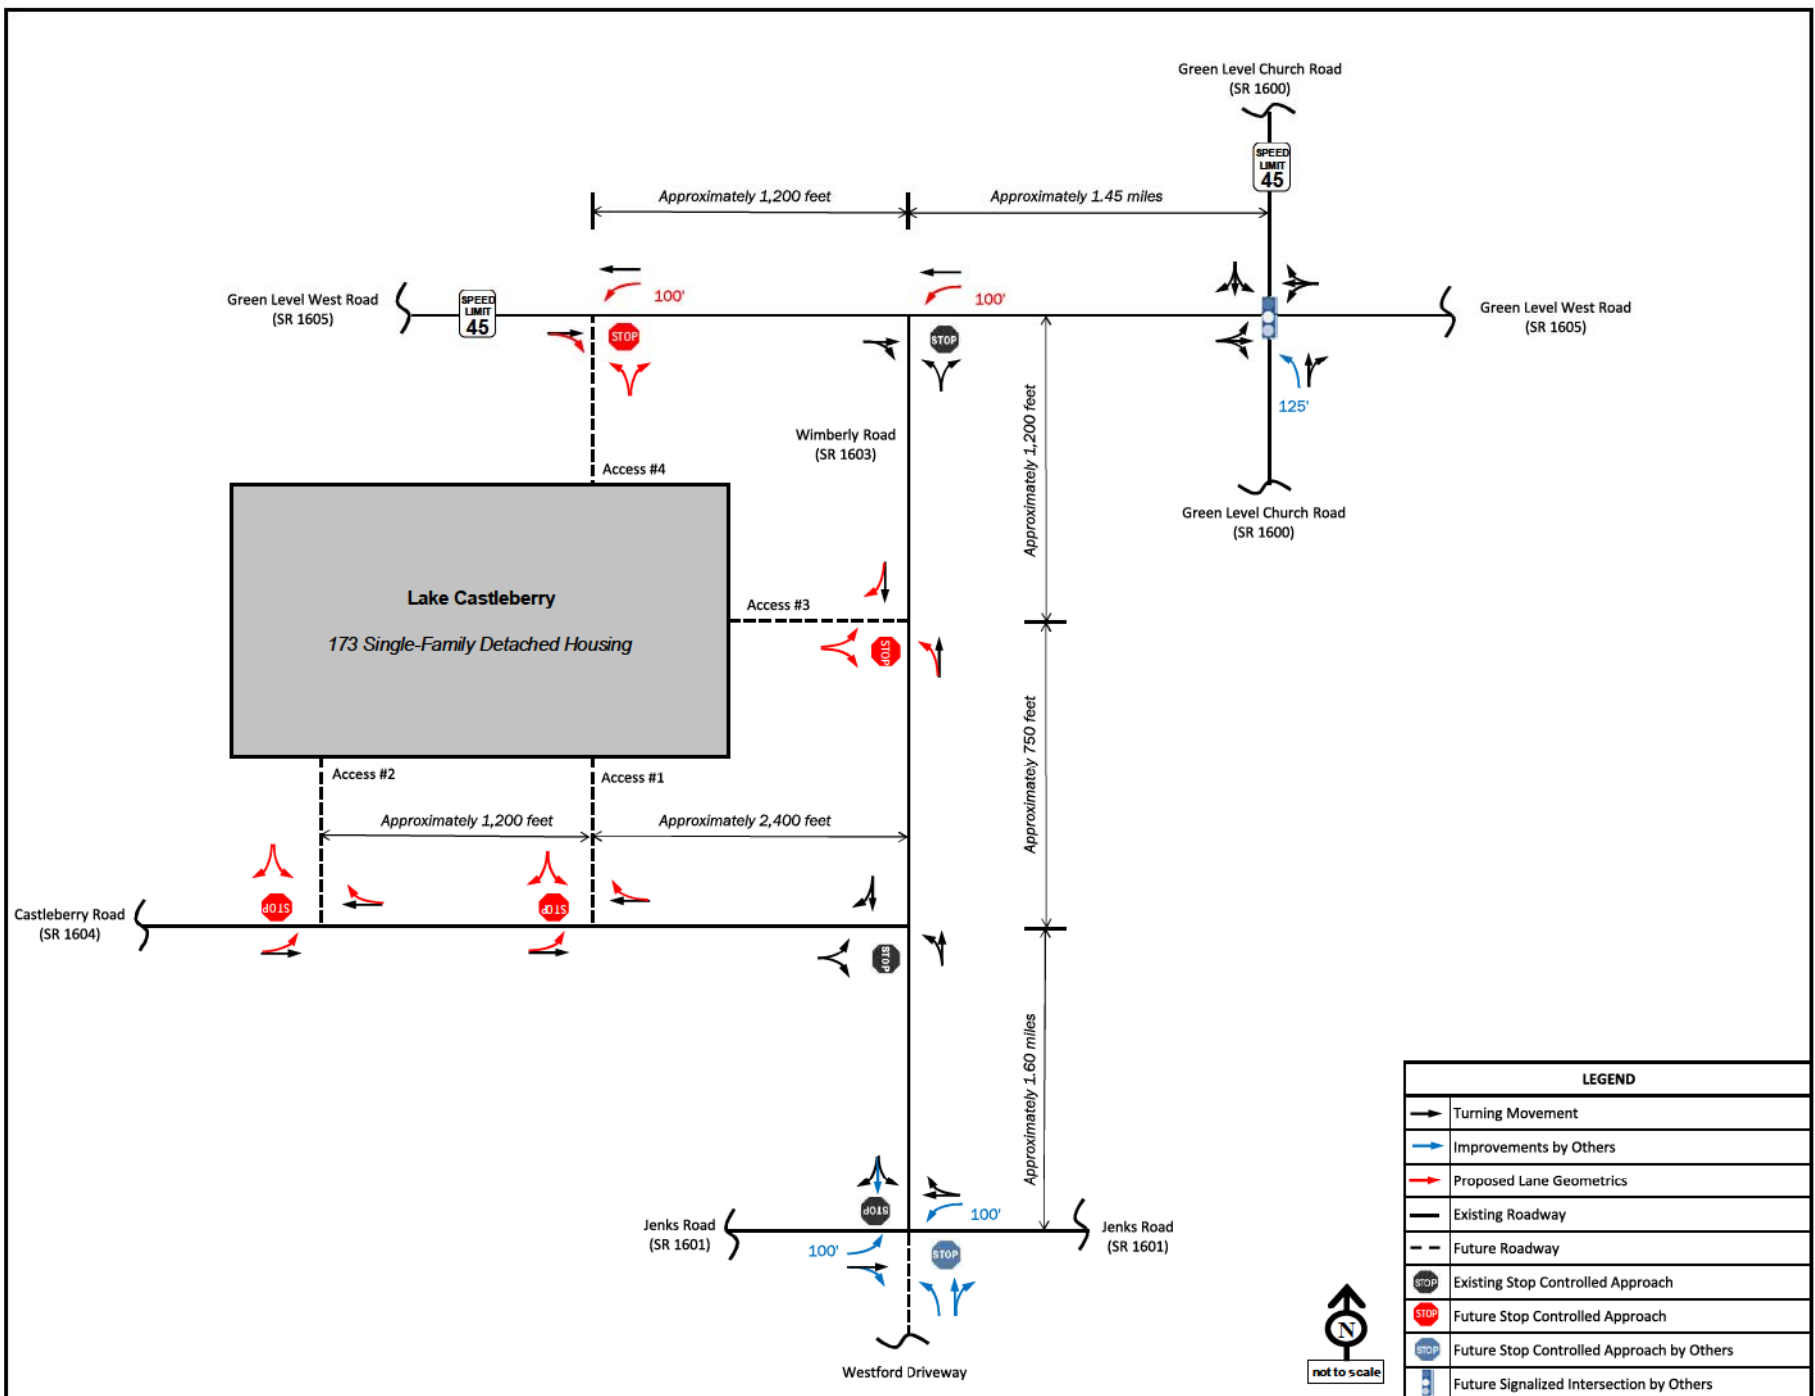 Green Level Church Road
(SR 1600)
SPEED
LIMIT
45
Approximately 1,200 feet
Approximately 1.45 miles
Green Level West Road
(SR 1605)
SPEED
LIMIT
45
100'
STOP
100'
STOP
Green Level West Road
(SR 1605)
125'
Wimberly Road
(SR 1603)
Approximately 1,200 feet
Access #4
Green Level Church Road
(SR 1600)
Lake Castleberry
173 Single-Family Detached Housing
Access #3
STOP
Approximately 750 feet
Access #2
Access #1
Approximately 1,200 feet
Approximately 2,400 feet
STOP
STOP
Castleberry Road
(SR 1604)
STOP
Approximately 1.60 miles
STOP
100'
Jenks Road
(SR 1601)
Jenks Road
(SR 1601)
100'
STOP
Westford Driveway
N
not to scale
LEGEND
Turning Movement
Improvements by Others
Proposed Lane Geometrics
Existing Roadway
Future Roadway
STOP
Existing Stop Controlled Approach
STOP
Future Stop Controlled Approach
STOP
Future Stop Controlled Approach by Others
Future Signalized Intersection by Others